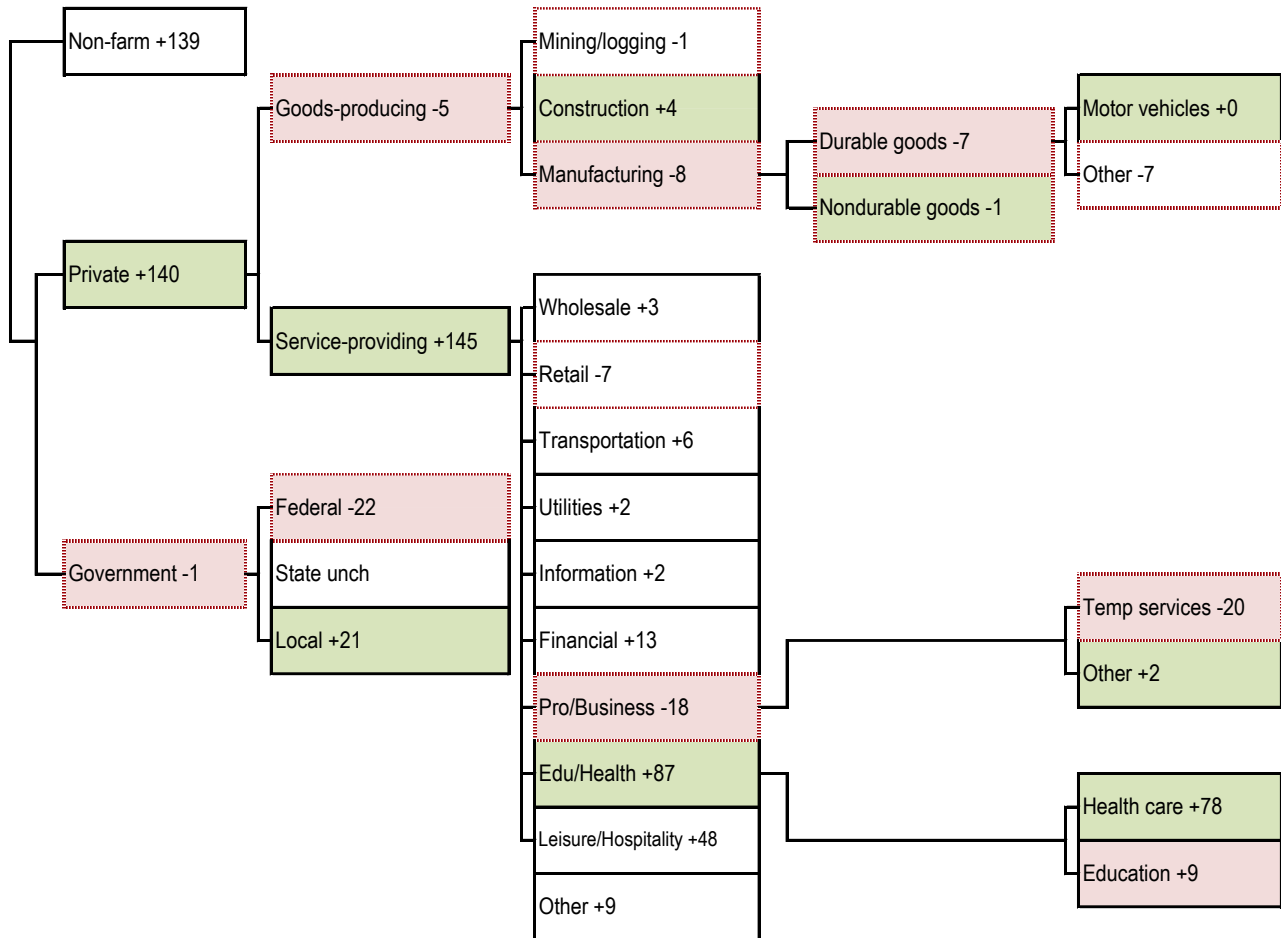 Non-farm +139
Private +140
Government -1
Goods-producing -5
Service-providing +145
Federal -22
State unch
Local +21
Mining/logging -1
Construction +4
Manufacturing -8
Wholesale +3
Retail -7
Transportation +6
Utilities +2
Information +2
Financial +13
Pro/Business -18
Edu/Health +87
Leisure/Hospitality +48
Other +9
Durable goods -7
Nondurable goods -1
Motor vehicles +0
Other -7
Temp services -20
Other +2
Health care +78
Education +9